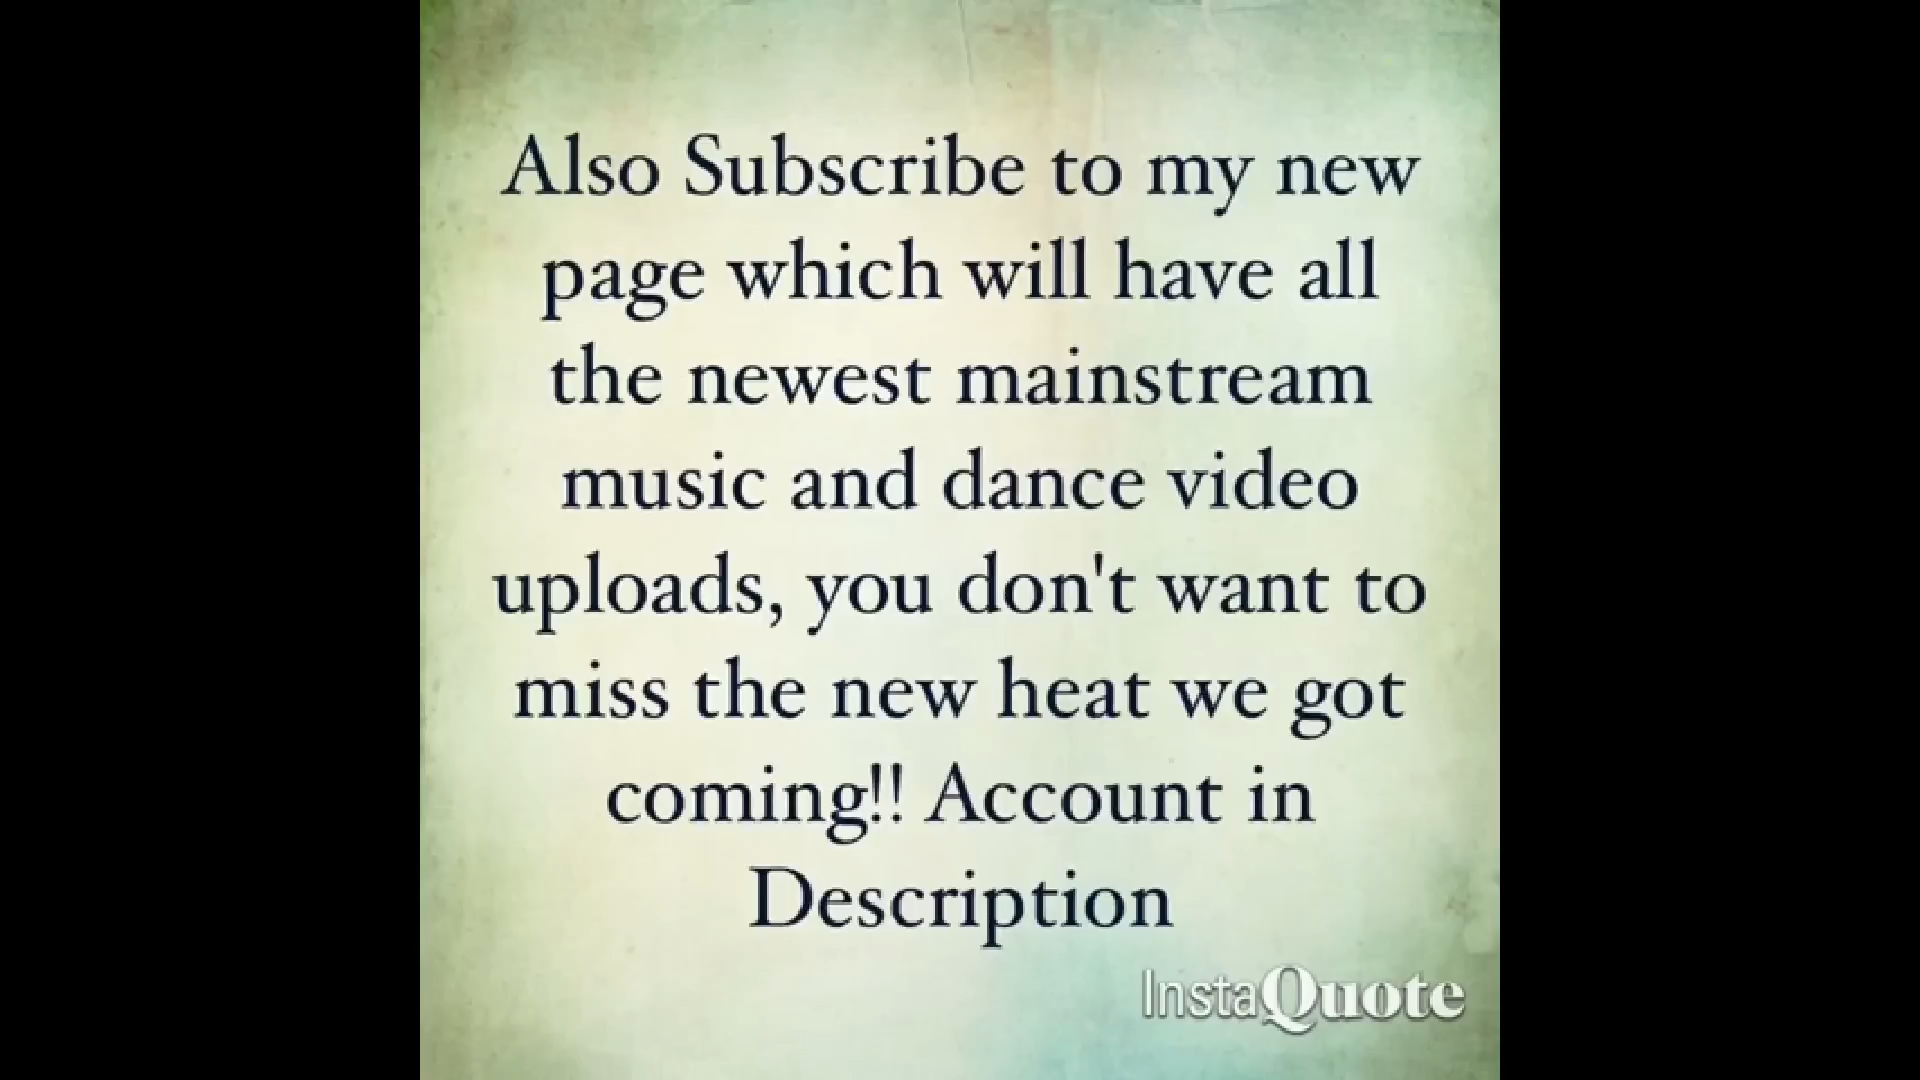 Also Subscribe to my new
page which will have all
the newest mainstream
music and dance video
uploads, you don't want to
miss the new heat we got
coming!! Account in
Description
InstaQuote